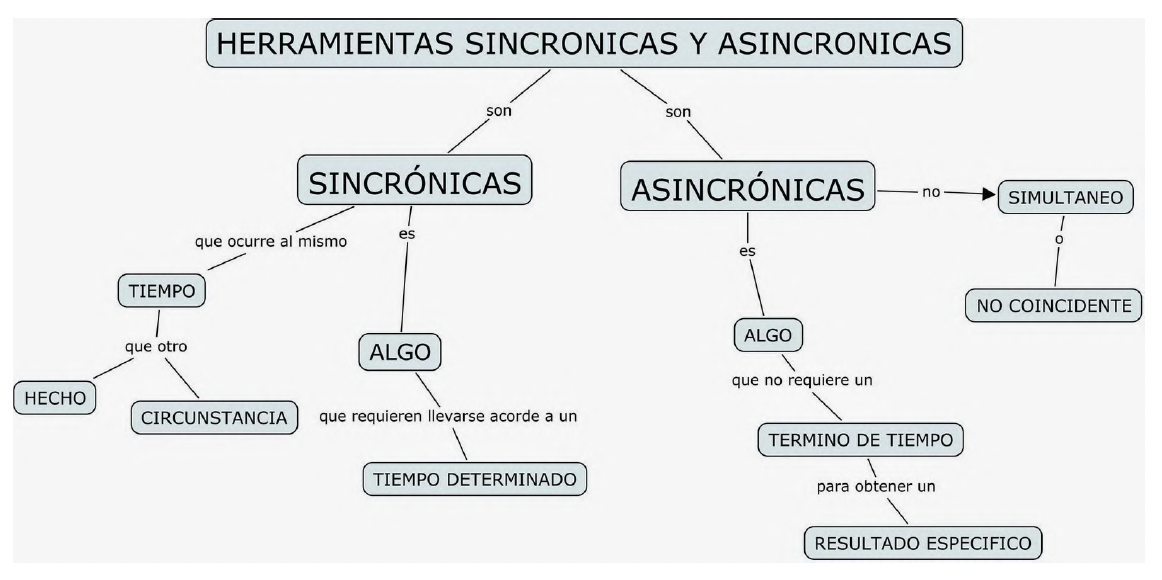 HERRAMIENTAS SINCRONICAS Y ASINCRONICAS
son
son
SINCRÓNICAS
ASINCRÓNICAS
no
SIMULTANEO
que ocurre al mismo
es
es
o
TIEMPO
NO COINCIDENTE
que otro
ALGO
ALGO
HECHO
CIRCUNSTANCIA
que no requiere un
que requieren llevarse acorde a un
TERMINO DE TIEMPO
TIEMPO DETERMINADO
para obtener un
RESULTADO ESPECIFICO